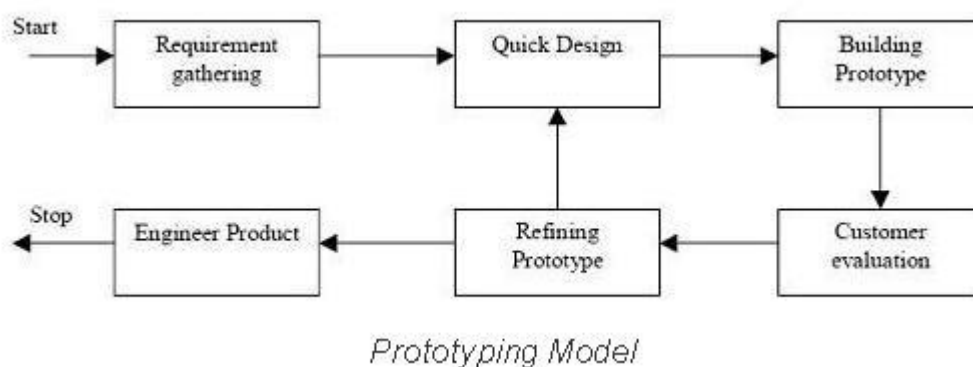 Start
Requirement
gathering
Quick Design
Building
Prototype
Stop
Engineer Product
Refining
Prototype
Customer
evaluation
Prototyping Model